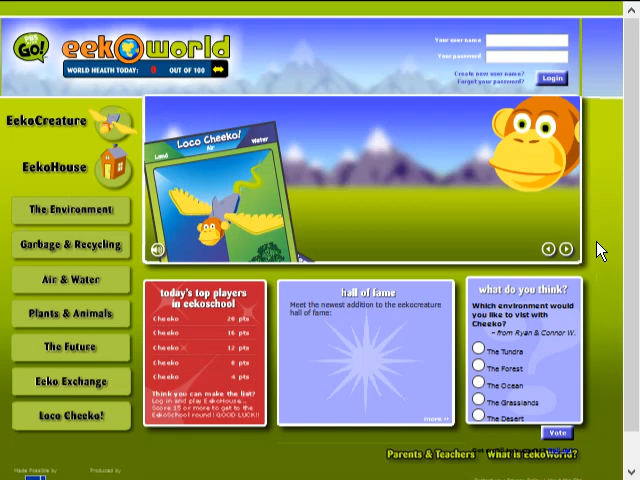 PBS
GO!
eekoworld
WORLD HEALTH TODAY: 0 OUT OF 100
Your user name
Your password
Create new user name?
Forgot your password?
Login
EekoCreature
EekoHouse
The Environment
Garbage & Recycling
Air & Water
Plants & Animals
The Future
Eeko Exchange
Loco Cheeko!
Loco Cheeko!
Land
Air
Water
today's top players
in eekoschool
Cheeko 20 pts
Cheeko 16 pts
Cheeko 12 pts
Cheeko 8 pts
Cheeko 4 pts
Think you can make the list?
Log in and play EekoHouse...
Score 35 or more to get to the
EekoSchool round! GOOD LUCK!!
hall of fame
Meet the newest addition to the eekocreature
hall of fame:
more >>
what do you think?
Which environment would
you like to vist with
Cheeko?
- from Ryan & Connor W.
The Tundra
The Forest
The Ocean
The Grasslands
The Desert
Vote
Parents & Teachers
What is EekoWorld?
Made Possible by
Produced by